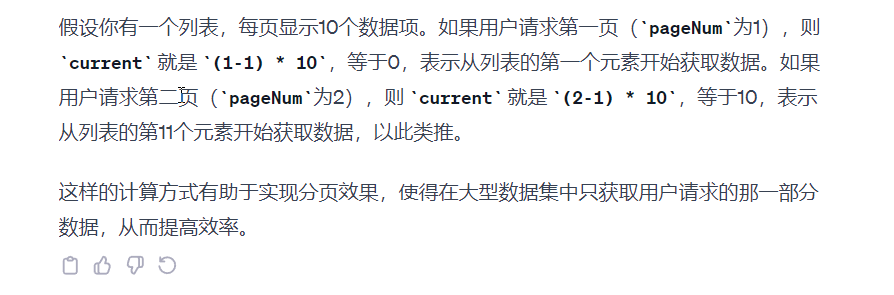 假设你有一个列表，每页显示10个数据项。如果用户请求第一页（`pageNum`为1），则
`current` 就是 `(1-1) * 10`，等于0，表示从列表的第一个元素开始获取数据。如果
用户请求第二页（`pageNum`为2），则 `current` 就是 `(2-1) * 10`，等于10，表示
从列表的第11个元素开始获取数据，以此类推。
这样的计算方式有助于实现分页效果，使得在大型数据集中只获取用户请求的那一部分
数据，从而提高效率。